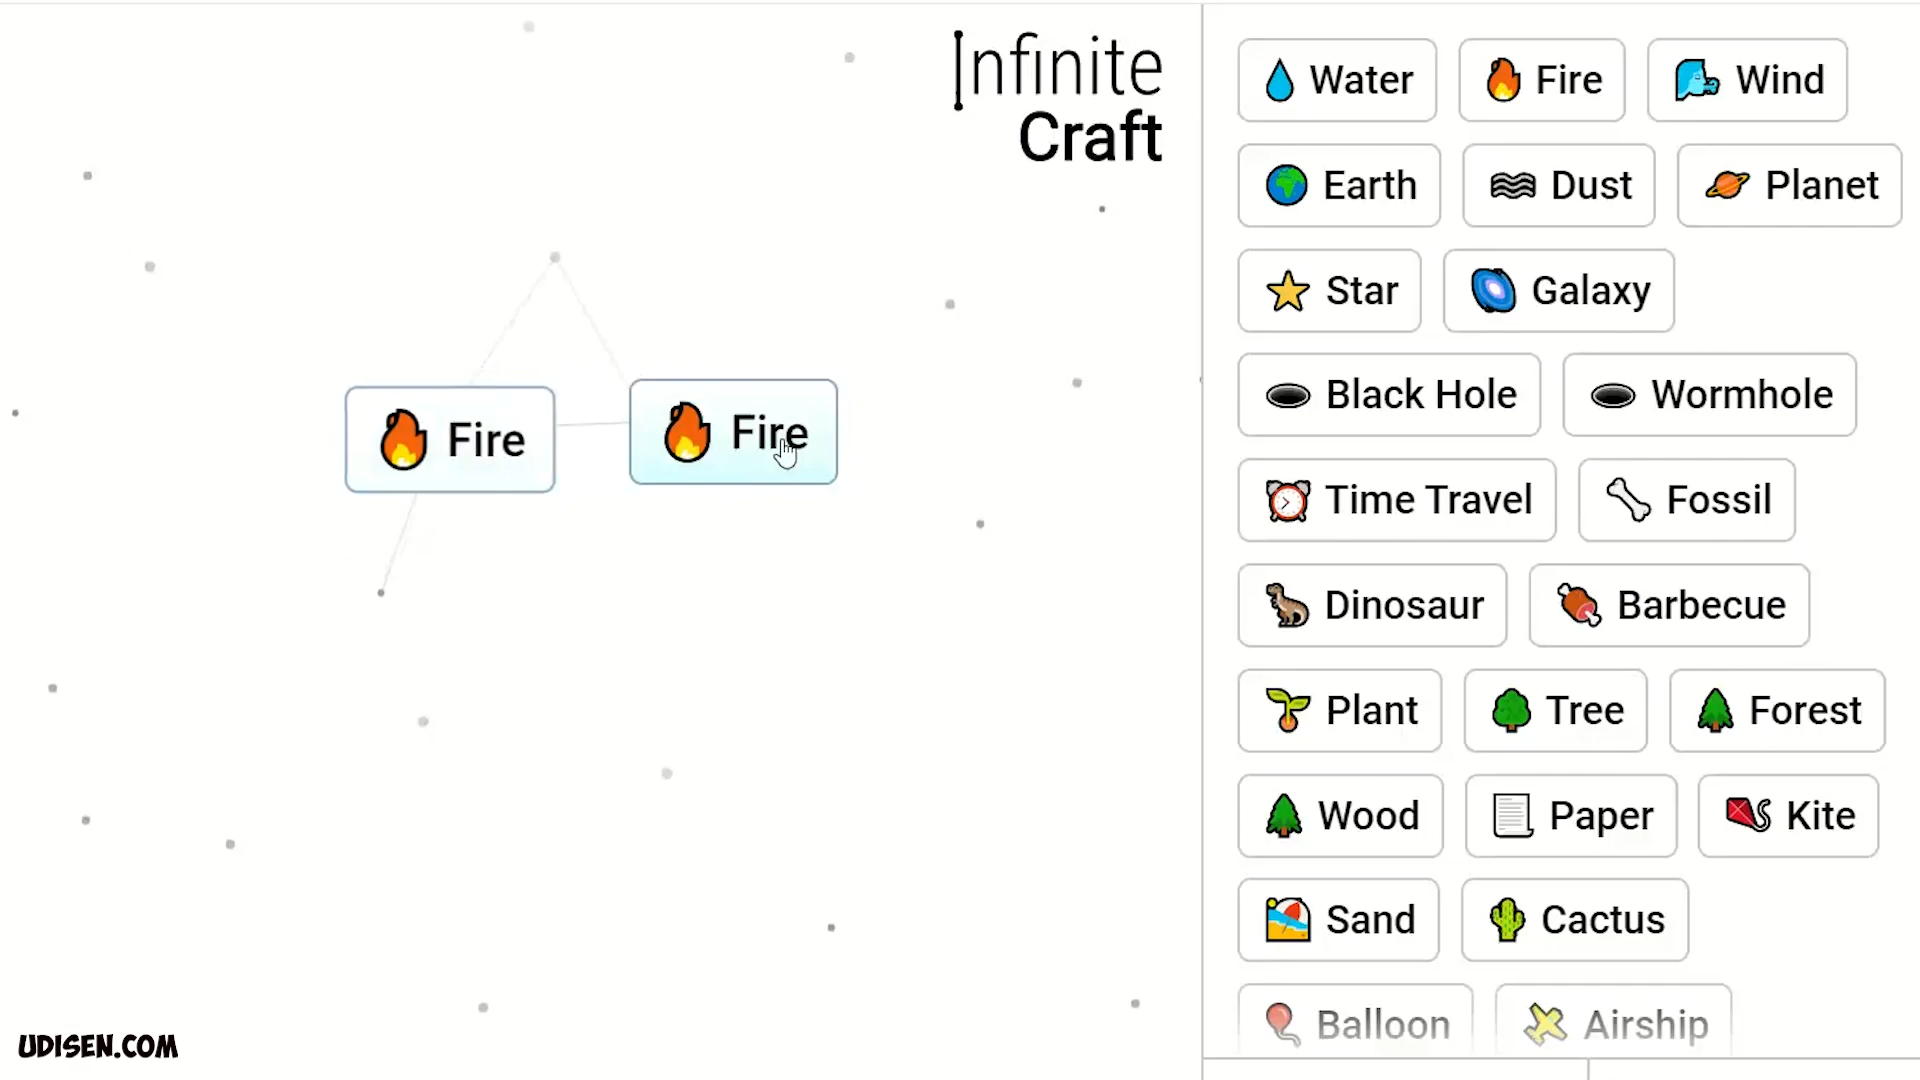 Infinite
Craft
Fire
Fire
Water Fire Wind
Earth Dust Planet
Star Galaxy
Black Hole Wormhole
Time Travel Fossil
Dinosaur Barbecue
Plant Tree Forest
Wood Paper Kite
Sand Cactus
Balloon Airship
UDISEN.COM